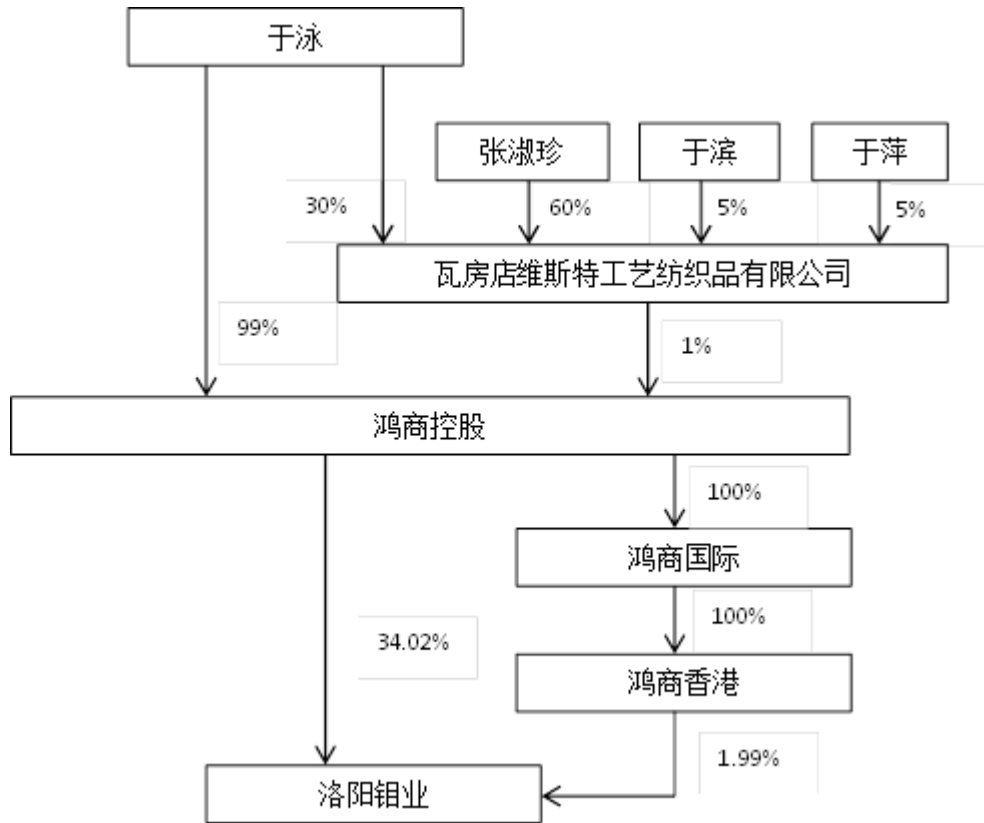 于泳
张淑珍
于滨
于萍
30%
60%
5%
5%
瓦房店维斯特工艺纺织品有限公司
99%
1%
鸿商控股
100%
鸿商国际
100%
34.02%
鸿商香港
1.99%
洛阳钼业